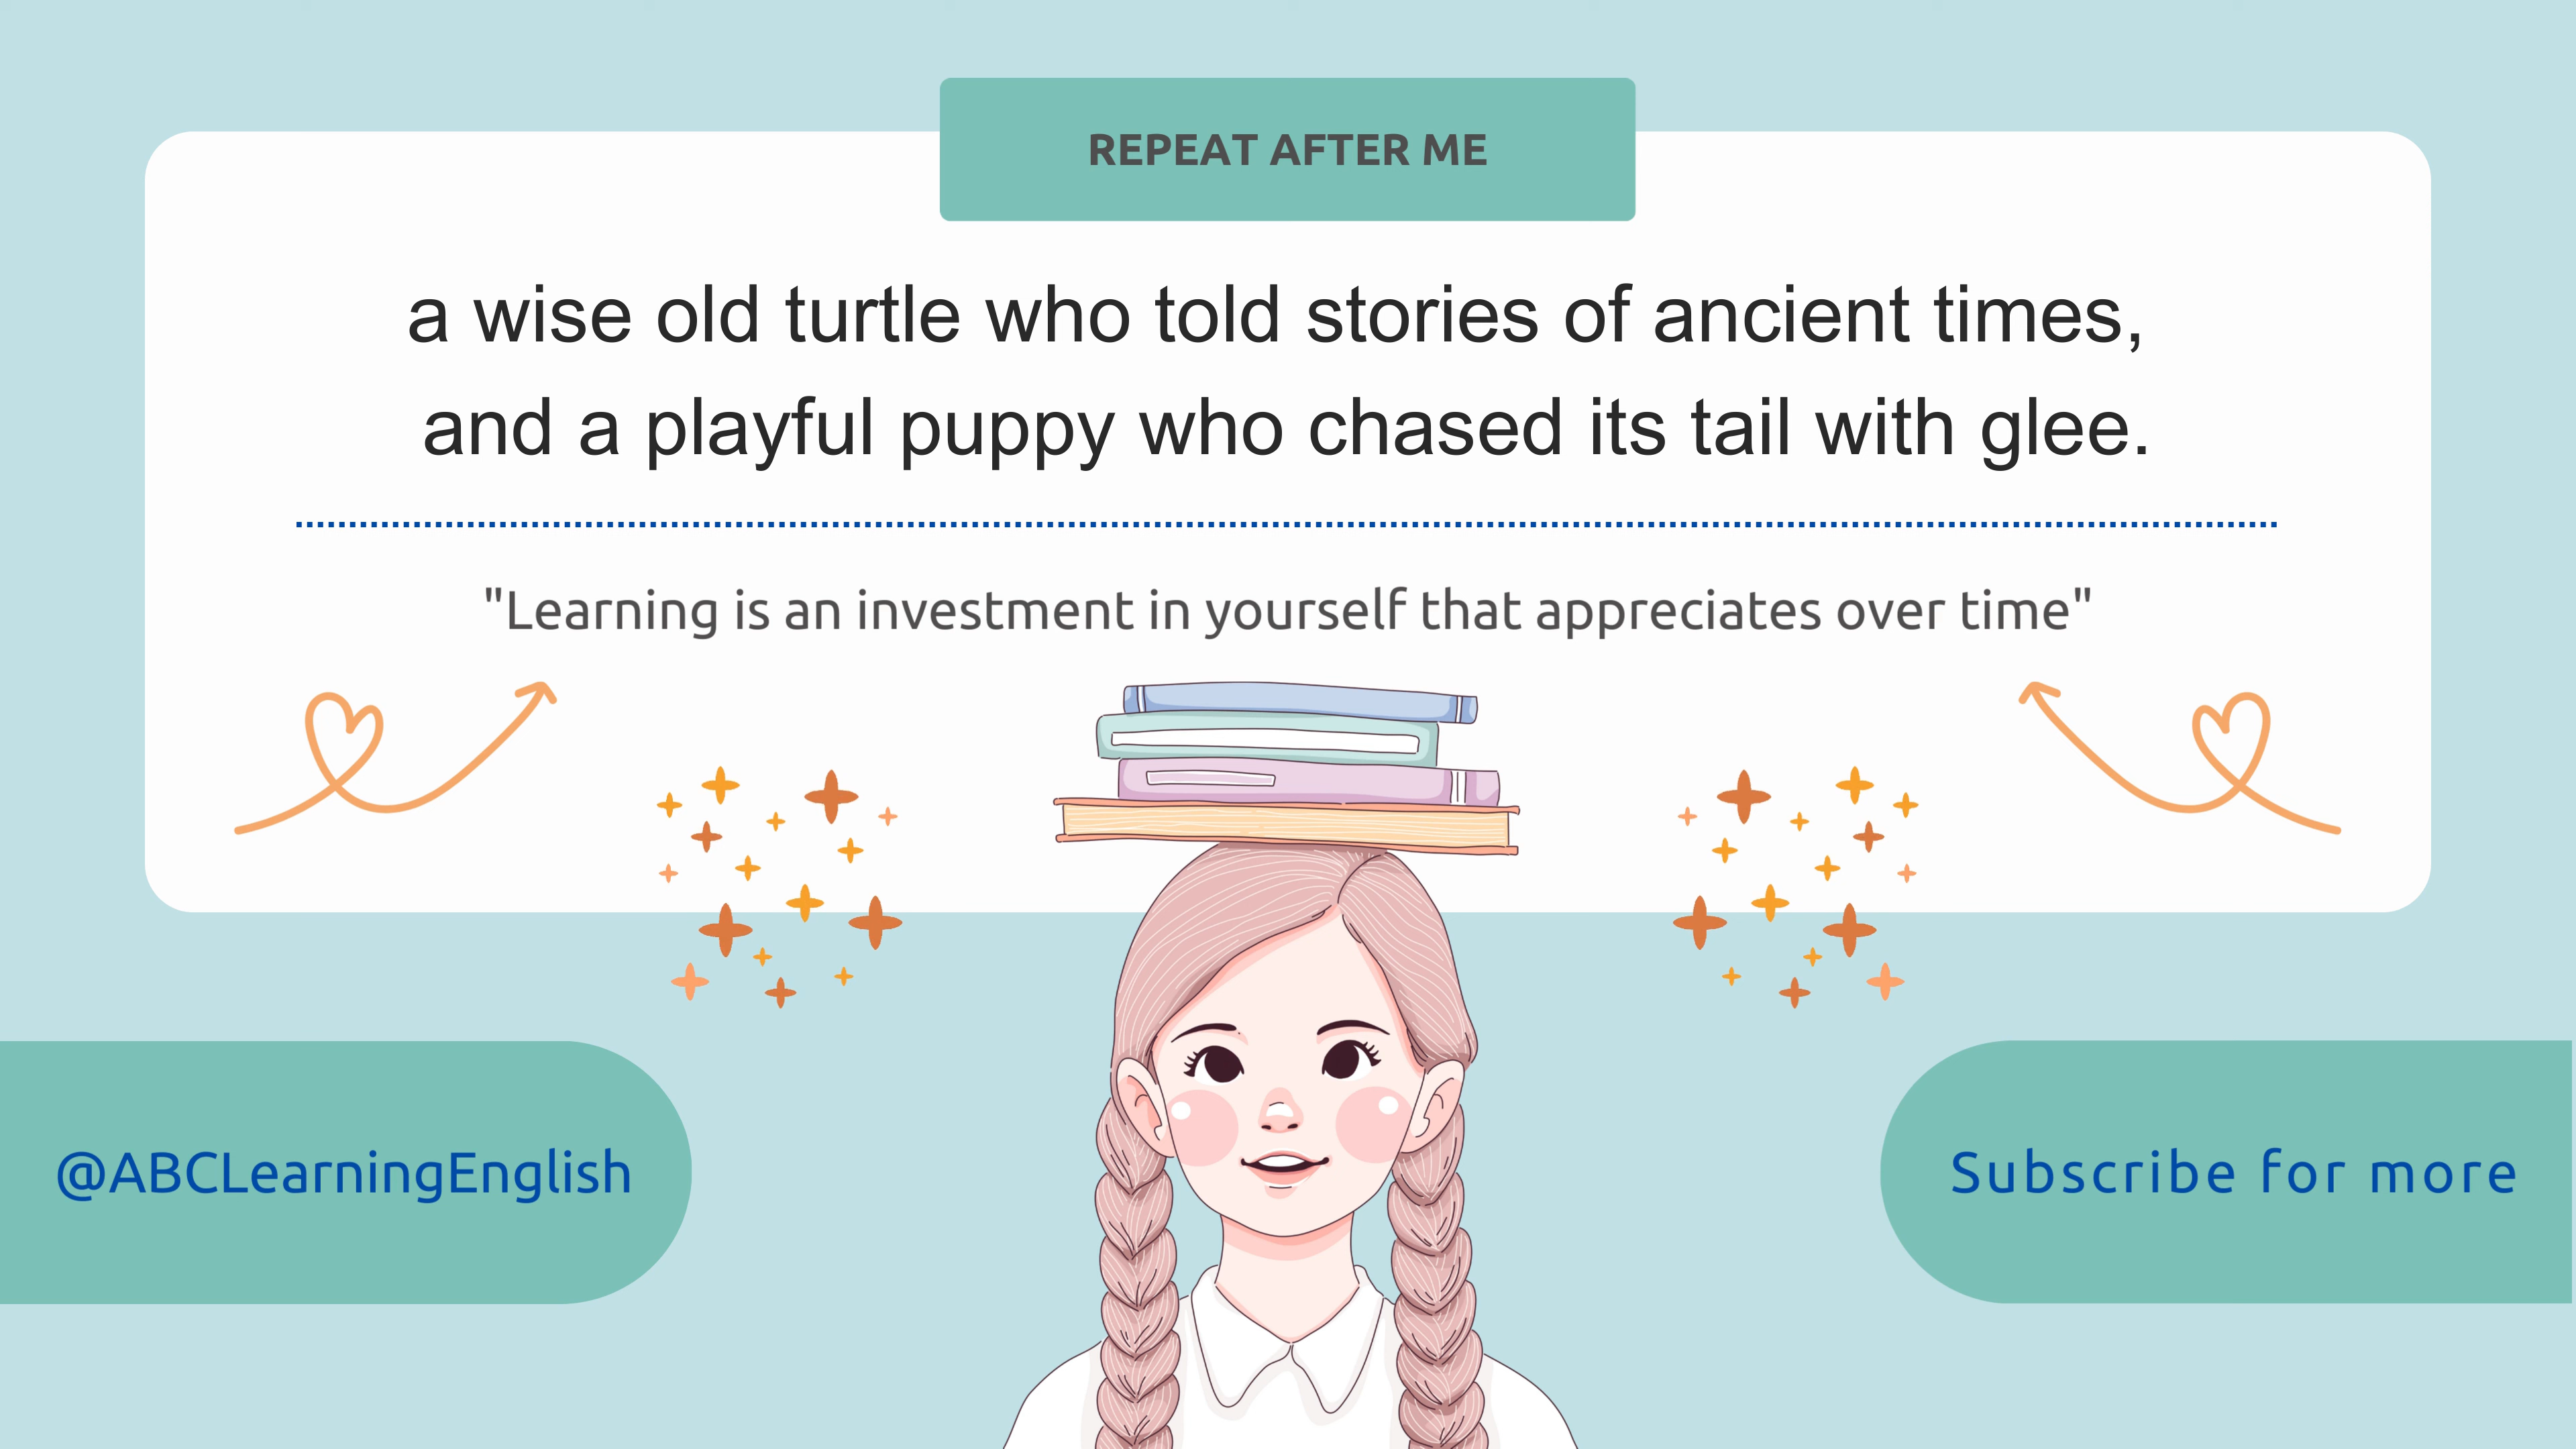 REPEAT AFTER ME
a wise old turtle who told stories of ancient times,
and a playful puppy who chased its tail with glee.
"Learning is an investment in yourself that appreciates over time"
@ABCLearningEnglish
Subscribe for more